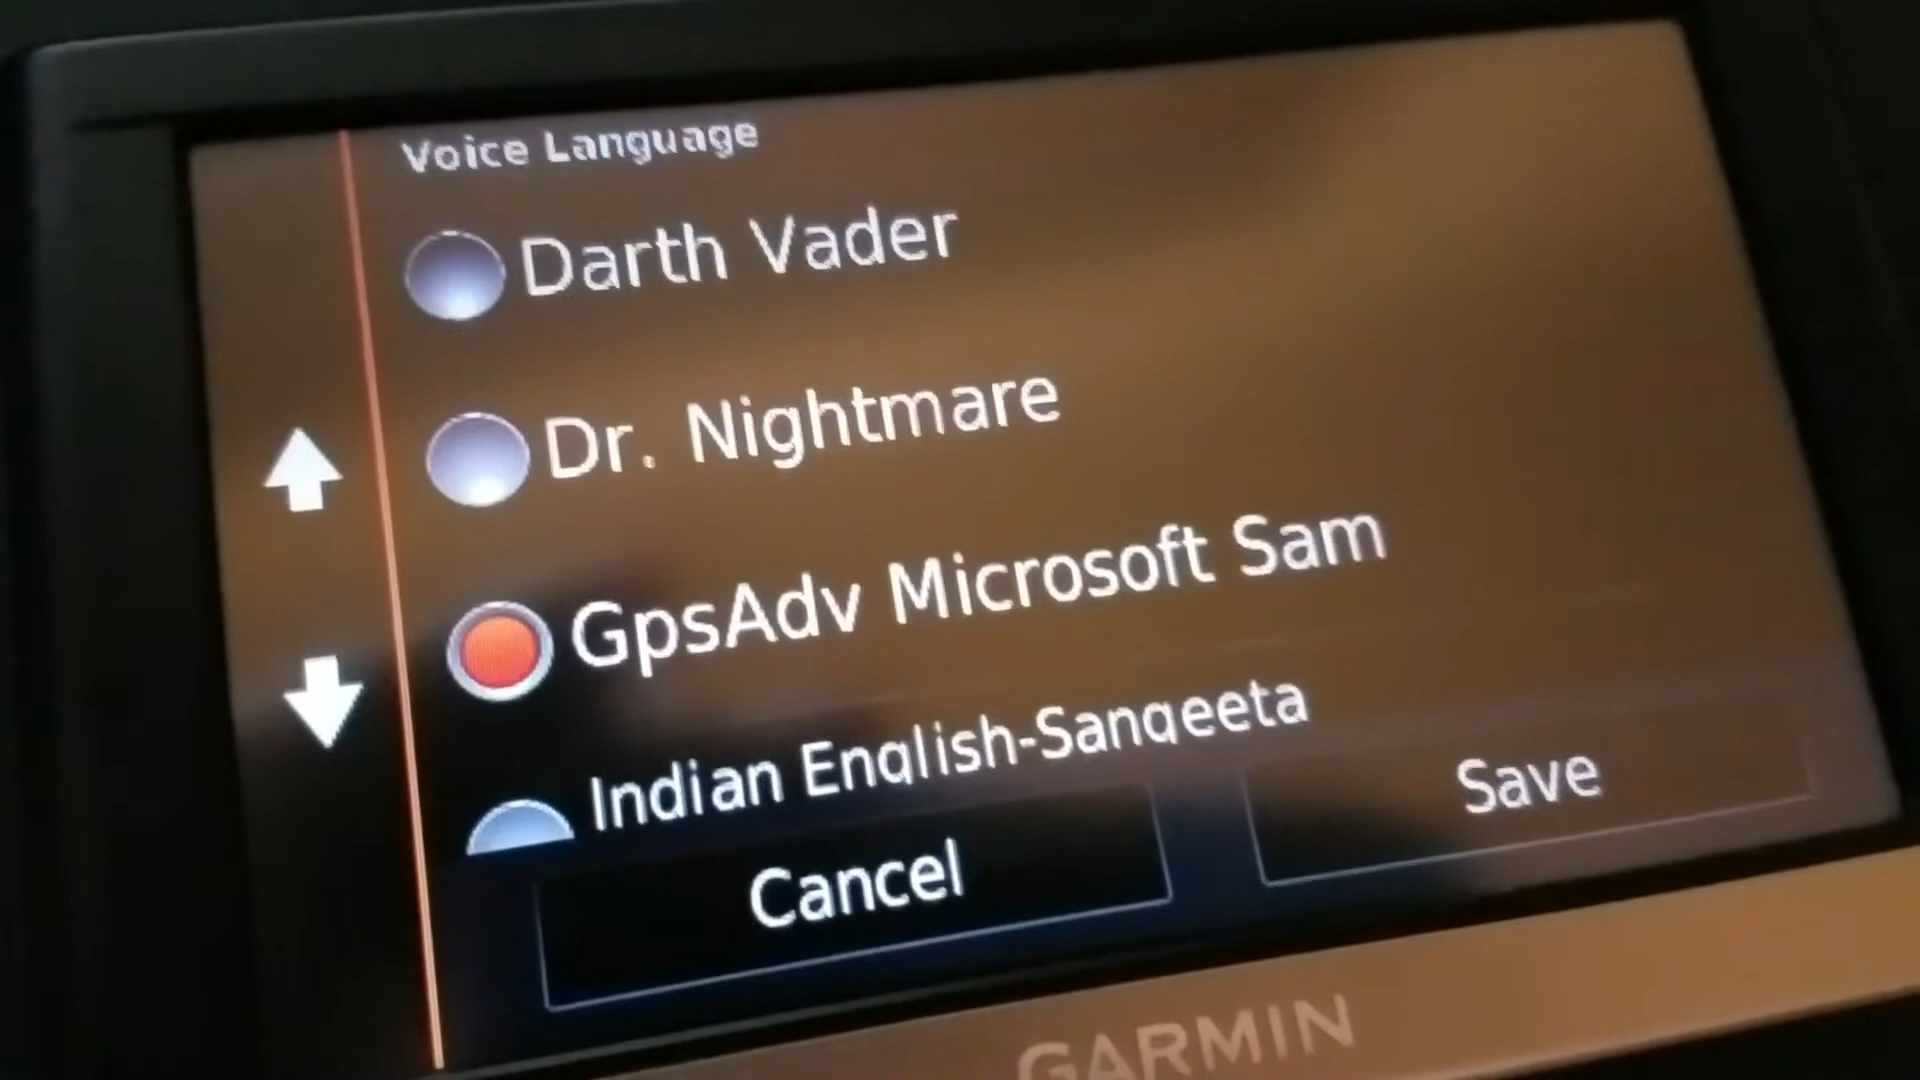 Voice Language
Darth Vader
Dr. Nightmare
GpsAdv Microsoft Sam
Indian English-Sangeeta
Cancel
Save
GARMIN